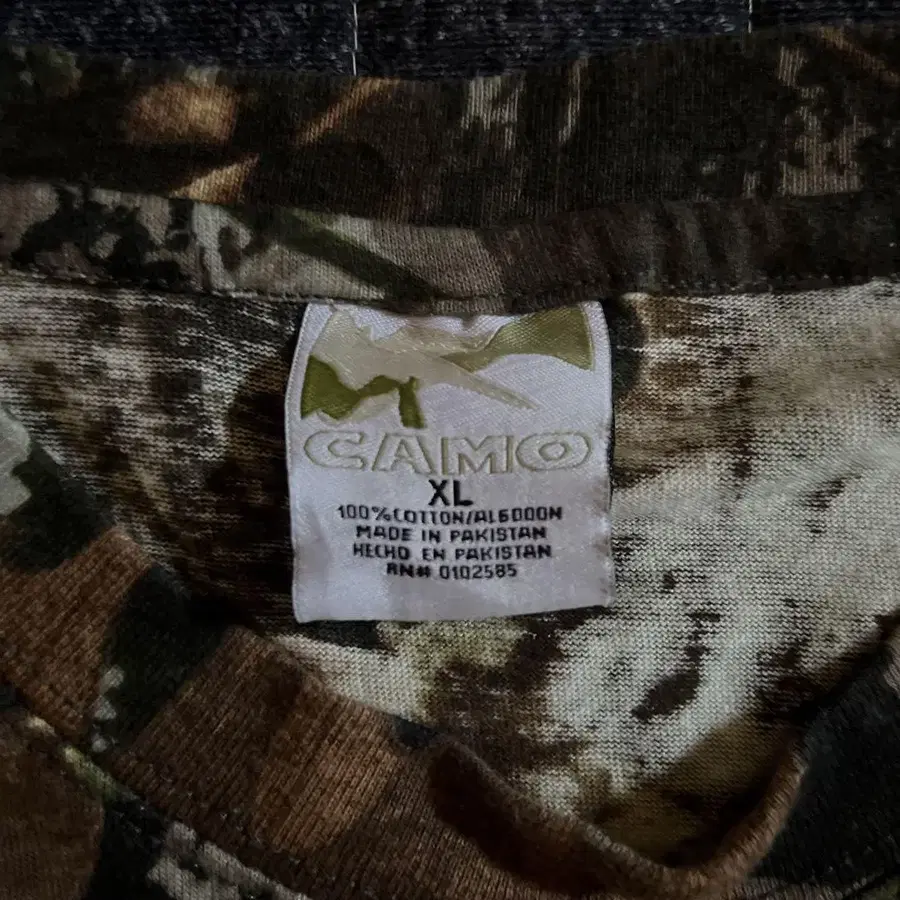 CAMO
XL
100% COTTON/ALGODON
MADE IN PAKISTAN
HECHO EN PAKISTAN
RN# 0102585